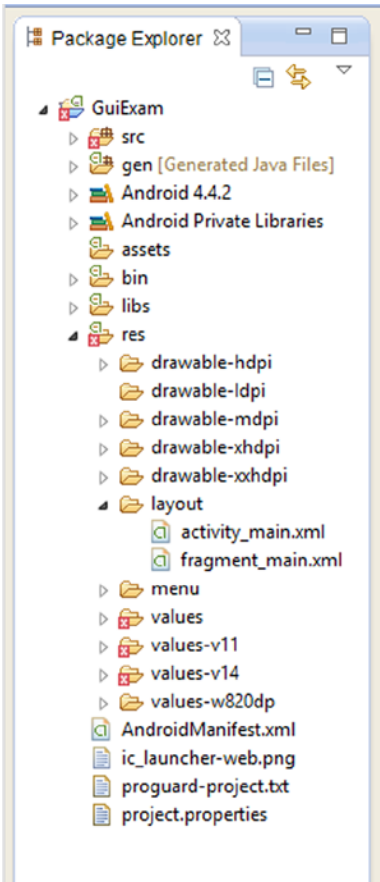 Package Explorer
GuiExam
src
gen [Generated Java Files]
Android 4.4.2
Android Private Libraries
assets
bin
libs
res
drawable-hdpi
drawable-ldpi
drawable-mdpi
drawable-xhdpi
drawable-xxhdpi
layout
activity_main.xml
fragment_main.xml
menu
values
values-v11
values-v14
values-w820dp
AndroidManifest.xml
ic_launcher-web.png
proguard-project.txt
project.properties